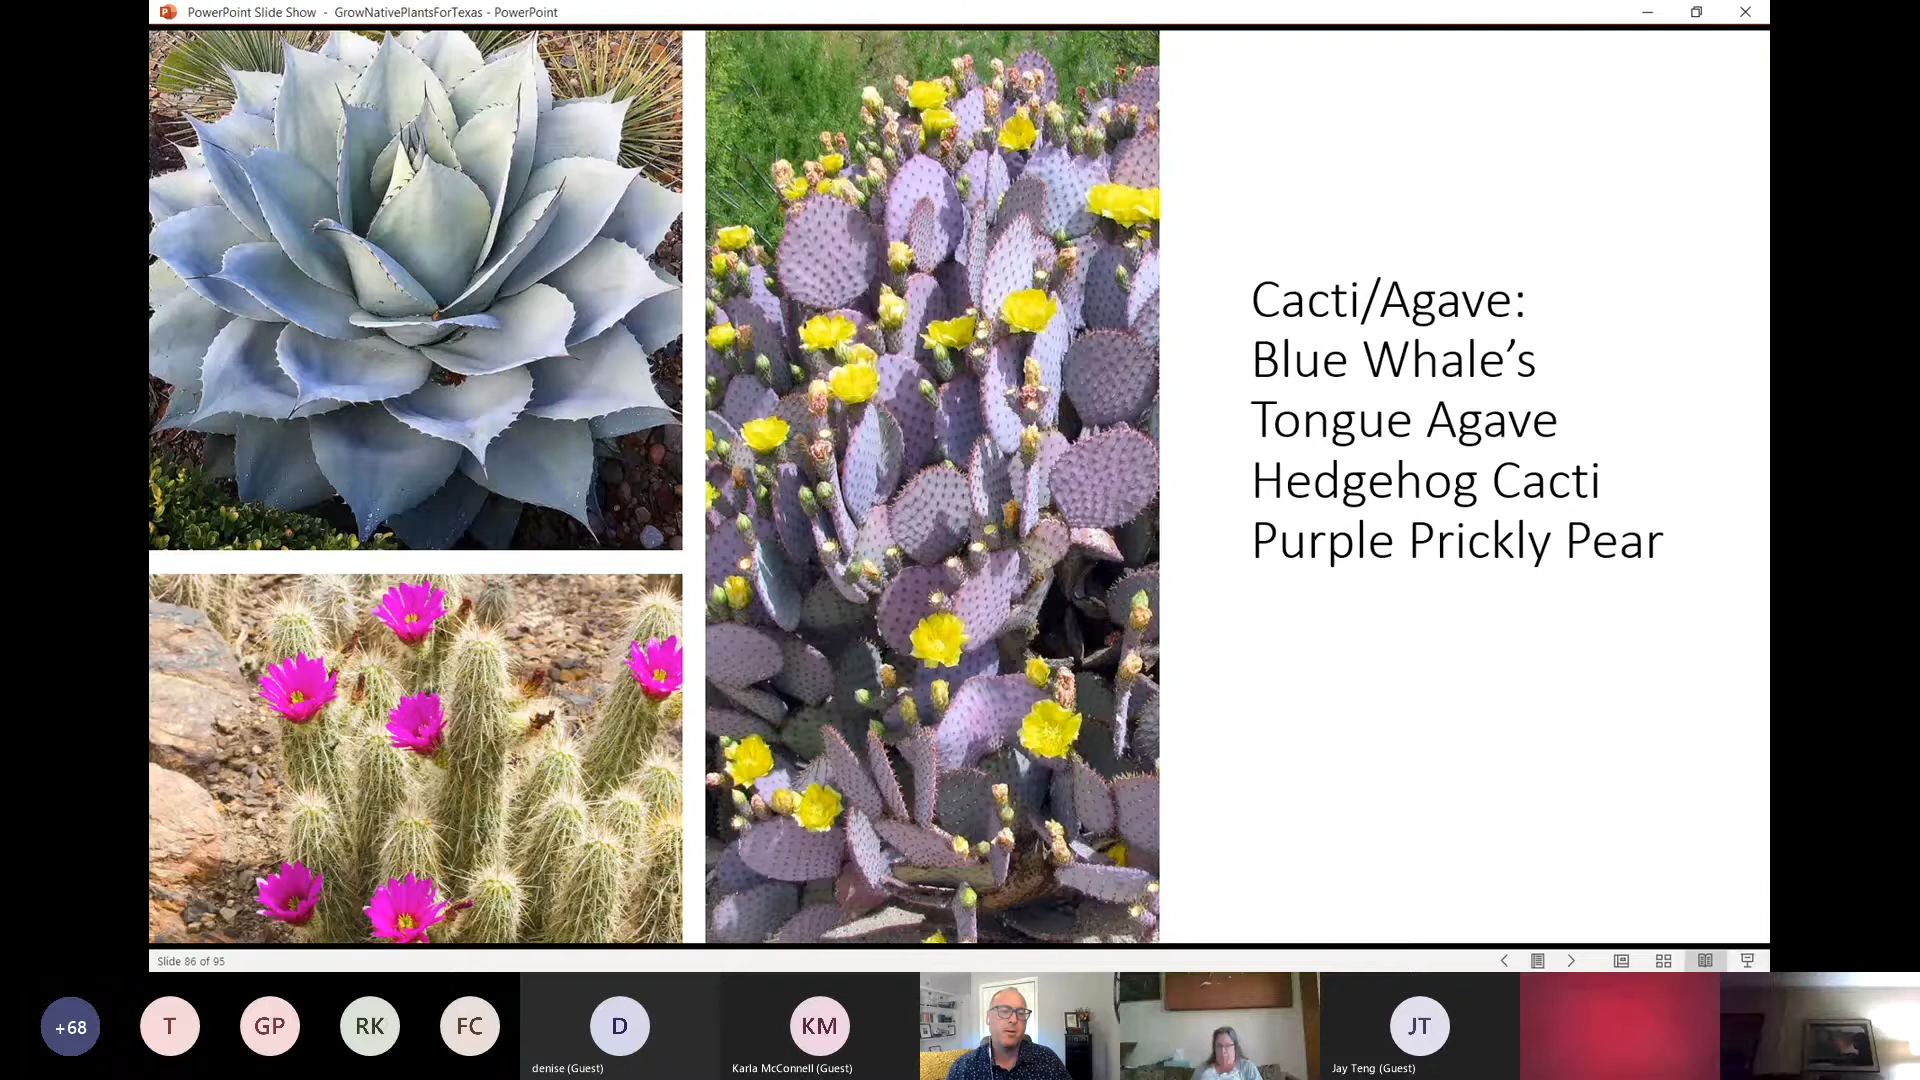 PowerPoint Slide Show - GrowNativePlantsForTexas - PowerPoint
Cacti/Agave:
Blue Whale’s
Tongue Agave
Hedgehog Cacti
Purple Prickly Pear
Slide 86 of 95
+68
T
GP
RK
FC
D
denise (Guest)
KM
Karla McConnell (Guest)
JT
Jay Teng (Guest)